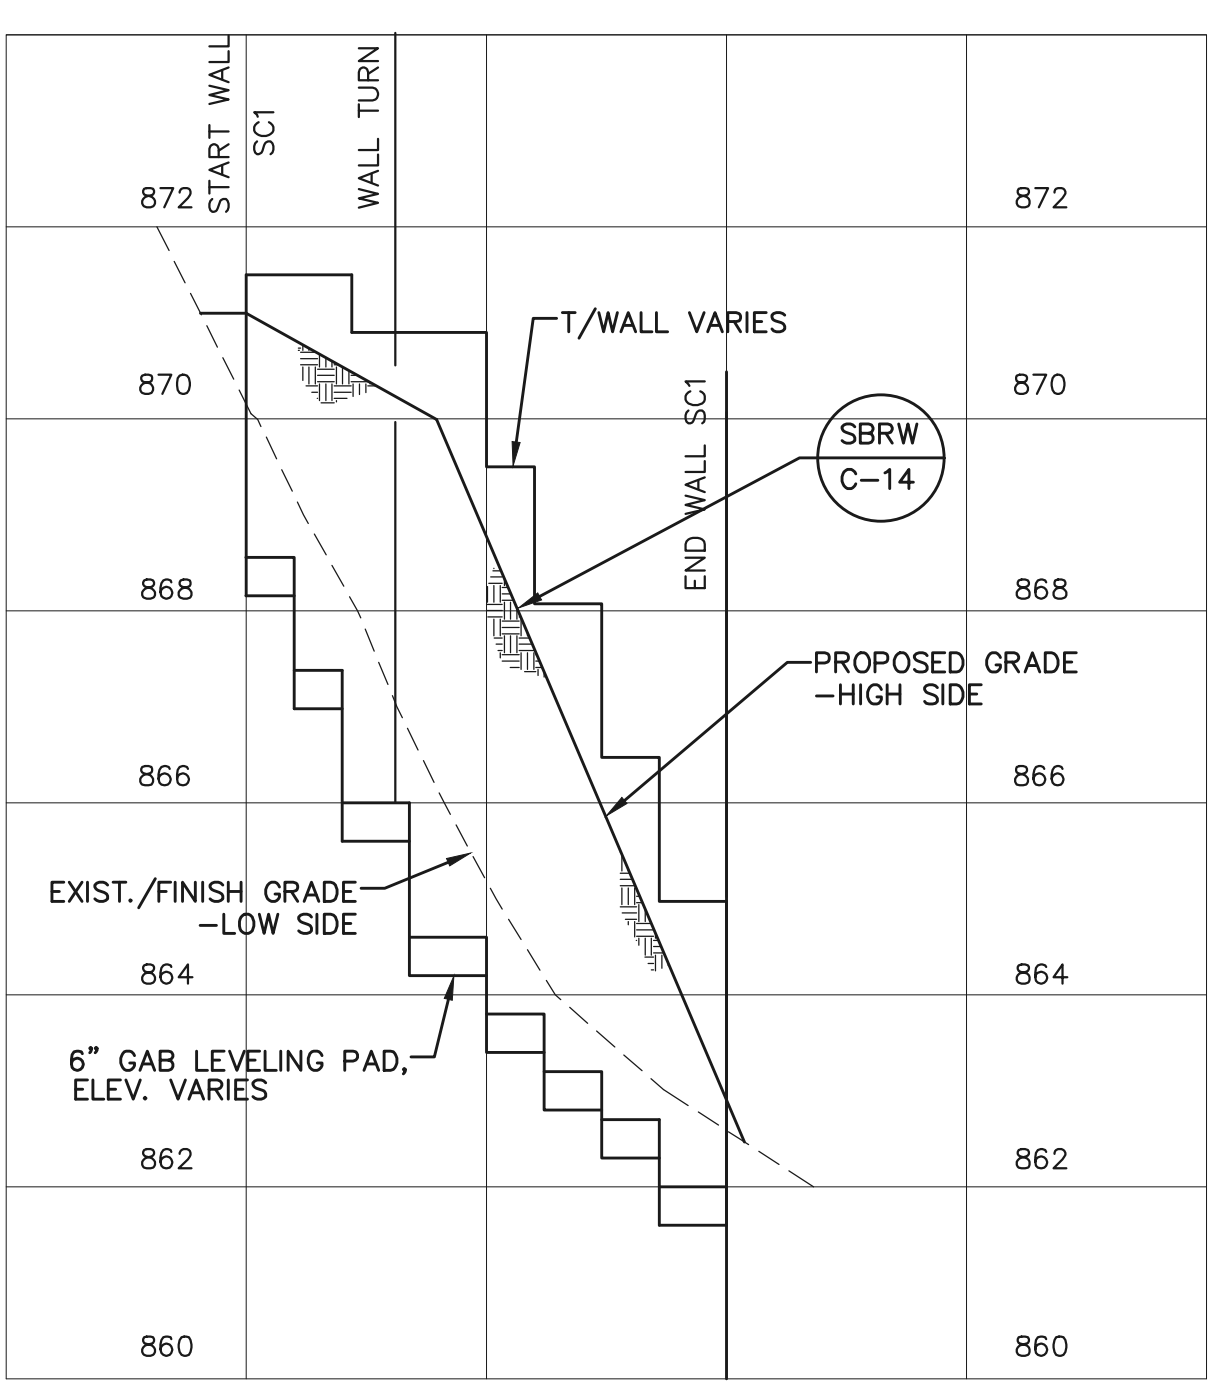 START WALL
SC1
WALL TURN
872
872
T/WALL VARIES
870
870
END WALL SC1
SBRW
C-14
868
868
PROPOSED GRADE
-HIGH SIDE
866
866
EXIST./FINISH GRADE
-LOW SIDE
864
864
6" GAB LEVELING PAD,
ELEV. VARIES
862
862
860
860